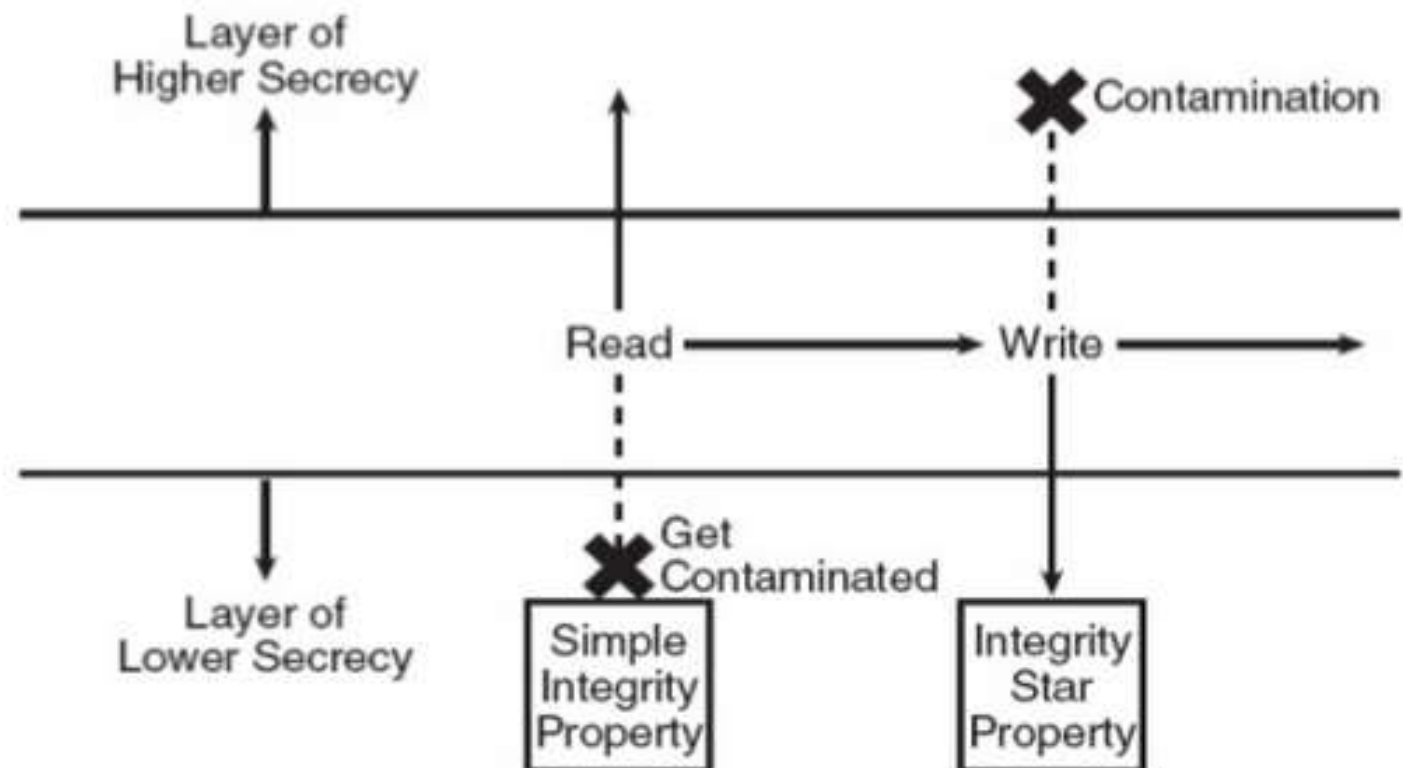 Layer of
Higher Secrecy
Contamination
Read
Write
Get
Contaminated
Layer of
Lower Secrecy
Simple
Integrity
Property
Integrity
Star
Property